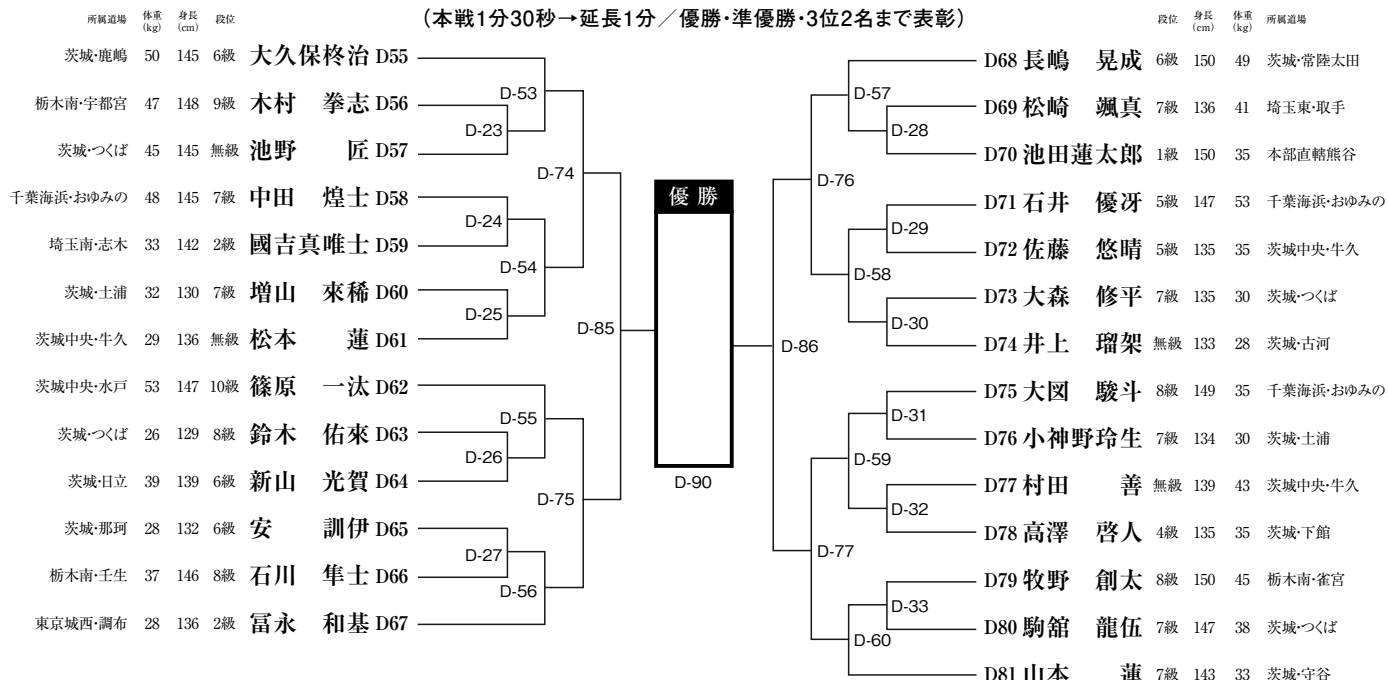 (本戦1分30秒→延長1分／優勝・準優勝・3位2名まで表彰)
所属道場 体重(kg) 身長(cm) 段位
茨城・鹿嶋 50 145 6級 大久保柊治 D55
栃木南・宇都宮 47 148 9級 木村 拳志 D56
茨城・つくば 45 145 無級 池野 匠 D57
千葉海浜・おゆみの 48 145 7級 中田 煌士 D58
埼玉南・志木 33 142 2級 國吉真唯士 D59
茨城・土浦 32 130 7級 増山 來稀 D60
茨城中央・牛久 29 136 無級 松本 蓮 D61
茨城中央・水戸 53 147 10級 篠原 一汰 D62
茨城・つくば 26 129 8級 鈴木 佑來 D63
茨城・日立 39 139 6級 新山 光賀 D64
茨城・那珂 28 132 6級 安 訓伊 D65
栃木南・壬生 37 146 8級 石川 隼士 D66
東京城西・調布 28 136 2級 冨永 和基 D67
D-53
D-23
D-74
D-24
D-54
D-25
D-85
D-55
D-26
D-75
D-27
D-56
優勝
D-90
段位 身長(cm) 体重(kg) 所属道場
D68 長嶋 晃成 6級 150 49 茨城・常陸太田
D69 松崎 颯真 7級 136 41 埼玉東・取手
D70 池田蓮太郎 1級 150 35 本部直轄熊谷
D71 石井 優冴 5級 147 53 千葉海浜・おゆみの
D72 佐藤 悠晴 5級 135 35 茨城中央・牛久
D73 大森 修平 7級 135 30 茨城・つくば
D74 井上 瑠架 無級 133 28 茨城・古河
D75 大図 駿斗 8級 149 35 千葉海浜・おゆみの
D76 小神野玲生 7級 134 30 茨城・土浦
D77 村田 善 無級 139 43 茨城中央・牛久
D78 高澤 啓人 4級 135 35 茨城・下館
D79 牧野 創太 8級 150 45 栃木南・雀宮
D80 駒舘 龍伍 7級 147 38 茨城・つくば
D81 山本 蓮 7級 143 33 茨城・守谷
D-57
D-28
D-76
D-29
D-58
D-30
D-86
D-31
D-59
D-32
D-77
D-33
D-60